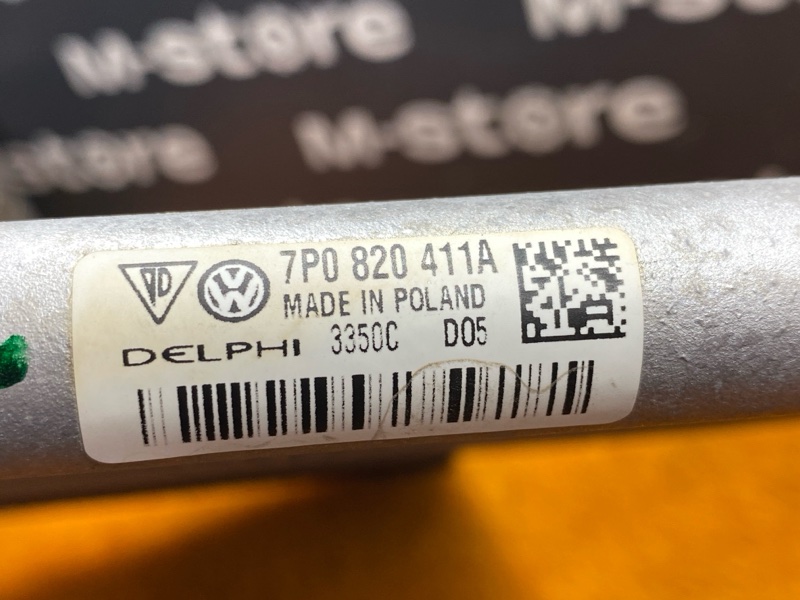 M-store
M-store
M-store
7P0 820 411A
MADE IN POLAND
DELPHI 3350C D05